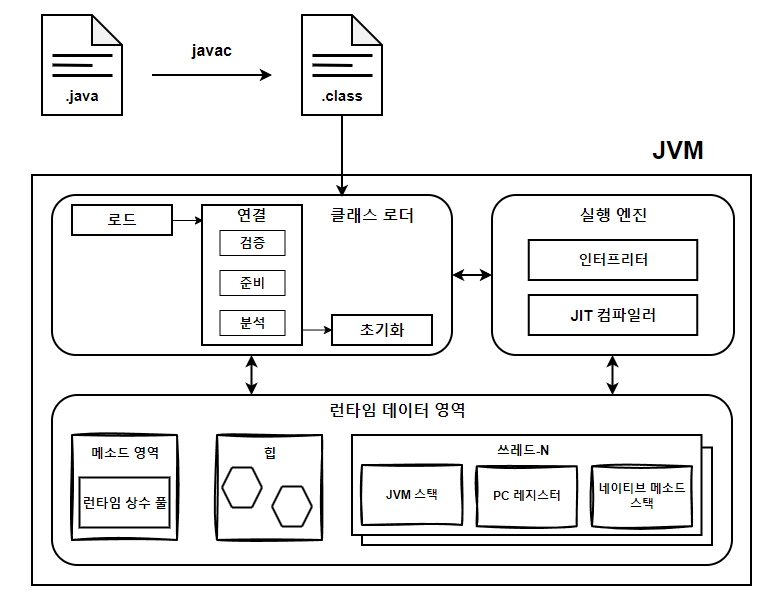 javac
.java
.class
JVM
클래스 로더
로드
연결
검증
준비
분석
초기화
실행 엔진
인터프리터
JIT 컴파일러
런타임 데이터 영역
메소드 영역
런타임 상수 풀
힙
쓰레드-N
JVM 스택
PC 레지스터
네이티브 메소드
스택